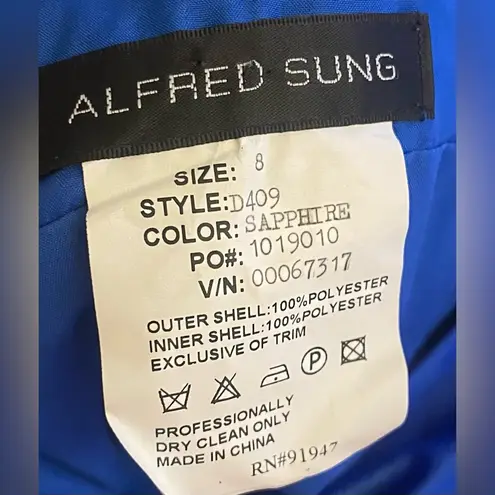 ALFRED SUNG
SIZE: 8
STYLE:D409
COLOR: SAPPHIRE
PO#: 1019010
V/N: 00067317
OUTER SHELL:100%POLYESTER
INNER SHELL:100%POLYESTER
EXCLUSIVE OF TRIM
P
PROFESSIONALLY
DRY CLEAN ONLY
MADE IN CHINA
RN#91947